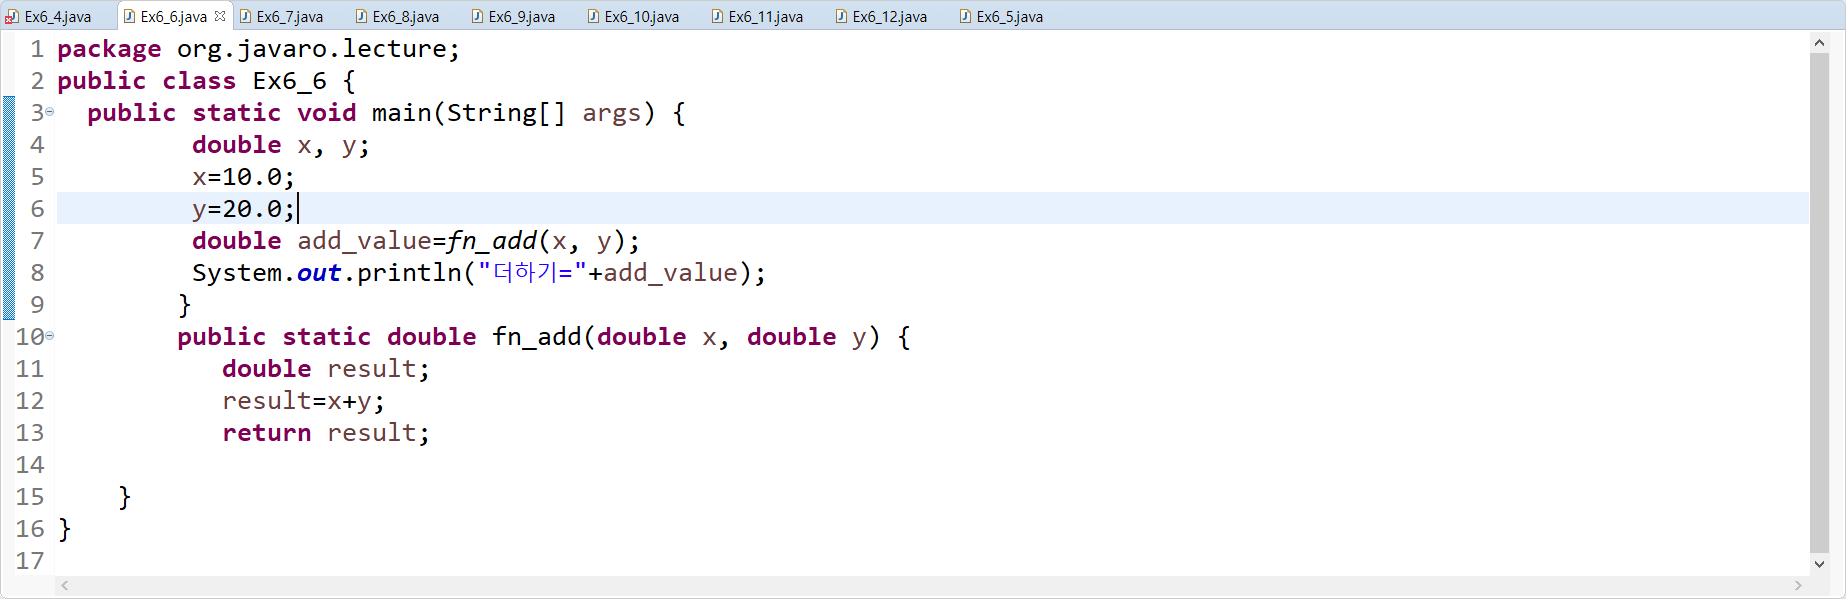 Ex6_4.java Ex6_6.java Ex6_7.java Ex6_8.java Ex6_9.java Ex6_10.java Ex6_11.java Ex6_12.java Ex6_5.java
1 package org.javaro.lecture;
2 public class Ex6_6 {
3 public static void main(String[] args) {
4 double x, y;
5 x=10.0;
6 y=20.0;
7 double add_value=fn_add(x, y);
8 System.out.println("더하기="+add_value);
9 }
10 public static double fn_add(double x, double y) {
11 double result;
12 result=x+y;
13 return result;
14
15 }
16 }
17